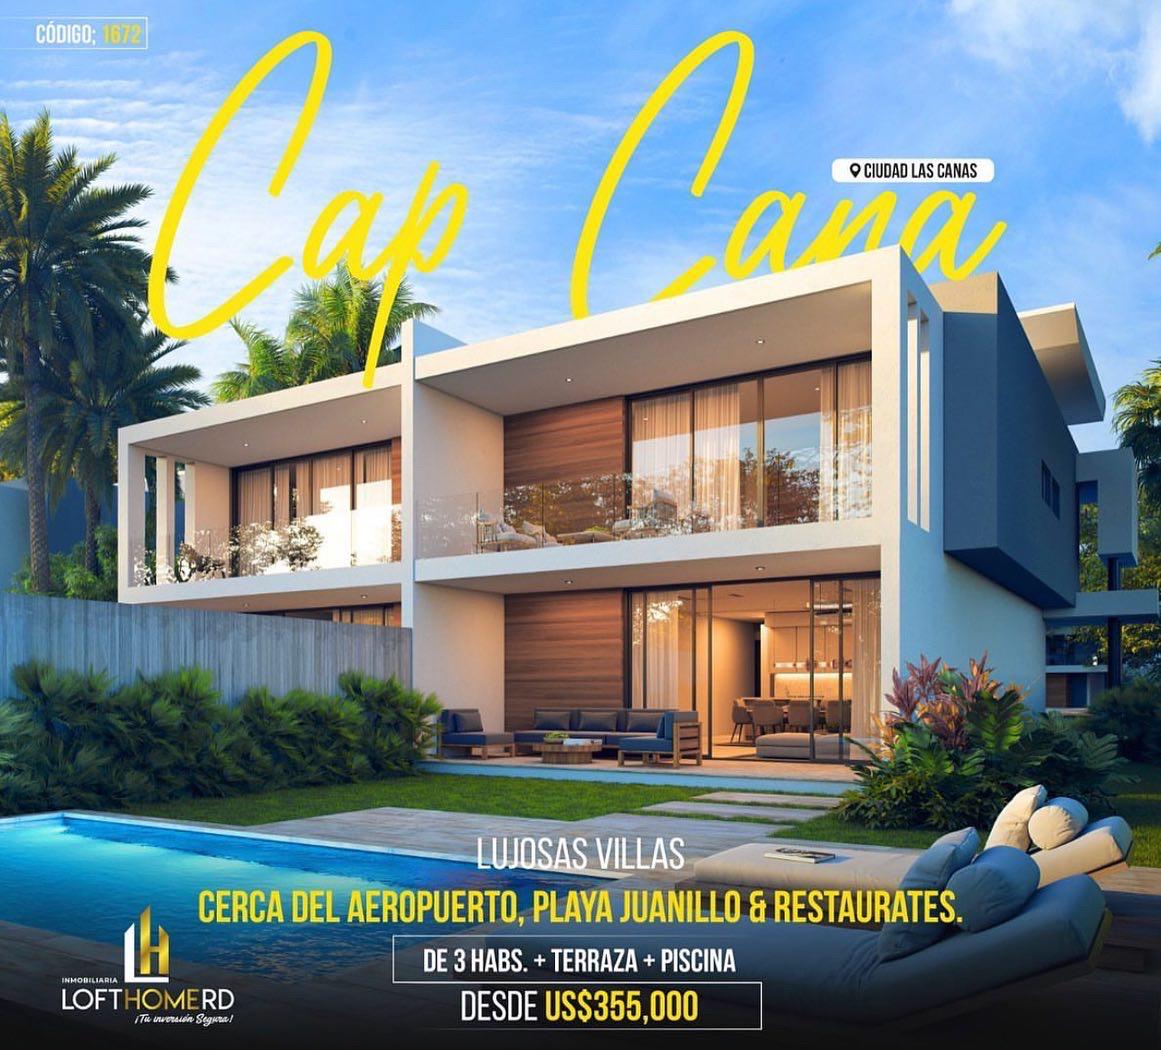 CÓDIGO; 1672
Cap Cana
CIUDAD LAS CANAS
LUJOSAS VILLAS
CERCA DEL AEROPUERTO, PLAYA JUANILLO & RESTAURATES.
DE 3 HABS. + TERRAZA + PISCINA
DESDE US$355,000
INMOBILIARIA
LOFTHOMERD
¡Tu inversión Segura!